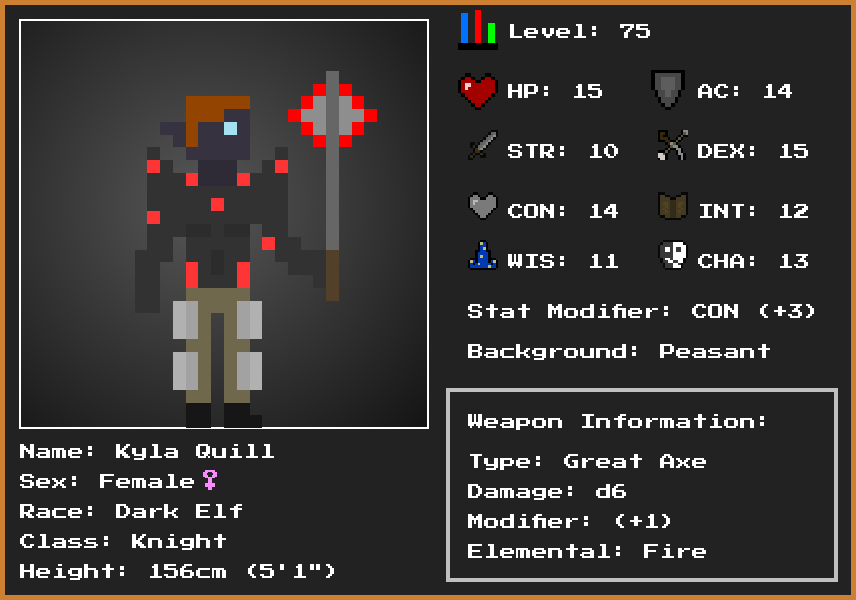 Level: 75
HP: 15 AC: 14
STR: 10 DEX: 15
CON: 14 INT: 12
WIS: 11 CHA: 13
Stat Modifier: CON (+3)
Background: Peasant
Weapon Information:
Type: Great Axe
Damage: d6
Modifier: (+1)
Elemental: Fire
Name: Kyla Quill
Sex: Female♀
Race: Dark Elf
Class: Knight
Height: 156cm (5'1")